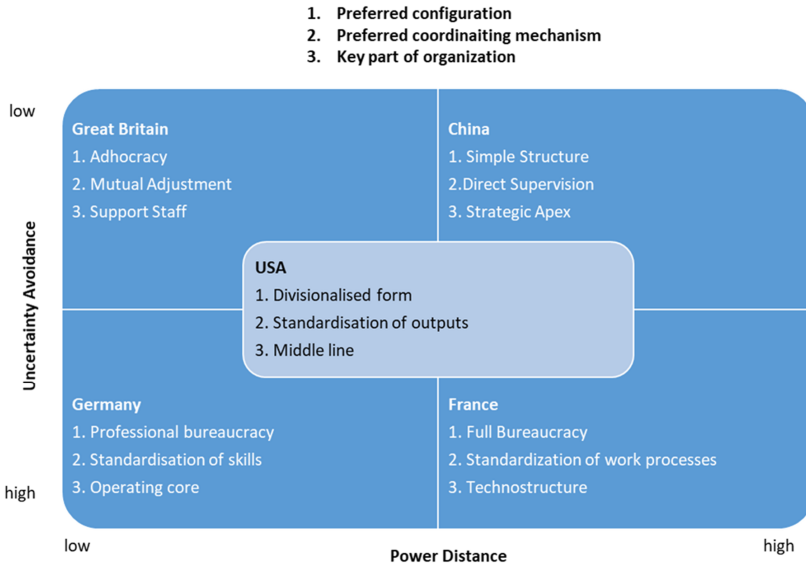 1. Preferred configuration
2. Preferred coordinaiting mechanism
3. Key part of organization
low
Great Britain
1. Adhocracy
2. Mutual Adjustment
3. Support Staff
China
1. Simple Structure
2.Direct Supervision
3. Strategic Apex
Uncertainty Avoidance
USA
1. Divisionalised form
2. Standardisation of outputs
3. Middle line
Germany
1. Professional bureaucracy
2. Standardisation of skills
3. Operating core
France
1. Full Bureaucracy
2. Standardization of work processes
3. Technostructure
high
low
Power Distance
high